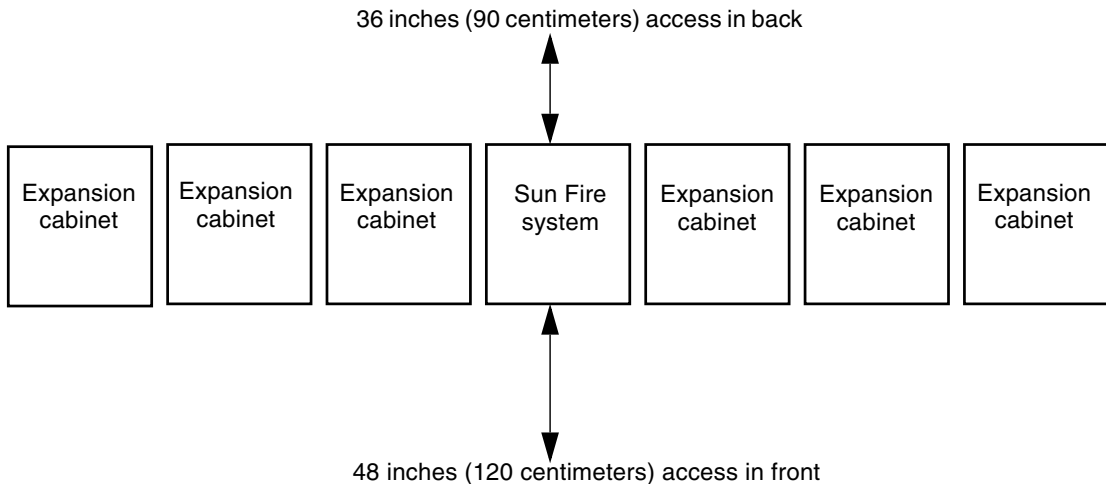 36 inches (90 centimeters) access in back
Expansion
cabinet
Expansion
cabinet
Expansion
cabinet
Sun Fire
system
Expansion
cabinet
Expansion
cabinet
Expansion
cabinet
48 inches (120 centimeters) access in front